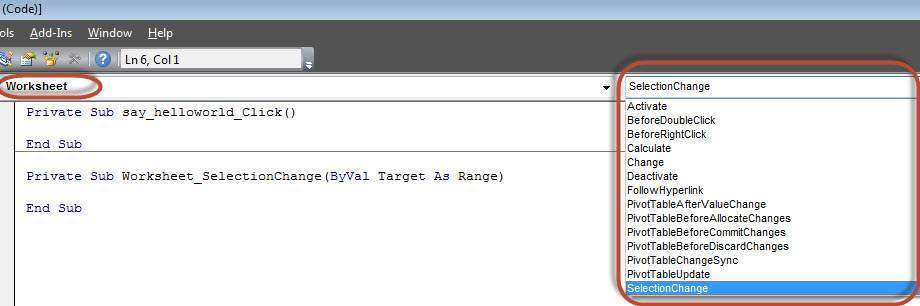 (Code)]
ols Add-Ins Window Help
Ln 6, Col 1
Worksheet
SelectionChange
Private Sub say_helloworld_Click()
End Sub
Private Sub Worksheet_SelectionChange(ByVal Target As Range)
End Sub
Activate
BeforeDoubleClick
BeforeRightClick
Calculate
Change
Deactivate
FollowHyperlink
PivotTableAfterValueChange
PivotTableBeforeAllocateChanges
PivotTableBeforeCommitChanges
PivotTableBeforeDiscardChanges
PivotTableChangeSync
PivotTableUpdate
SelectionChange